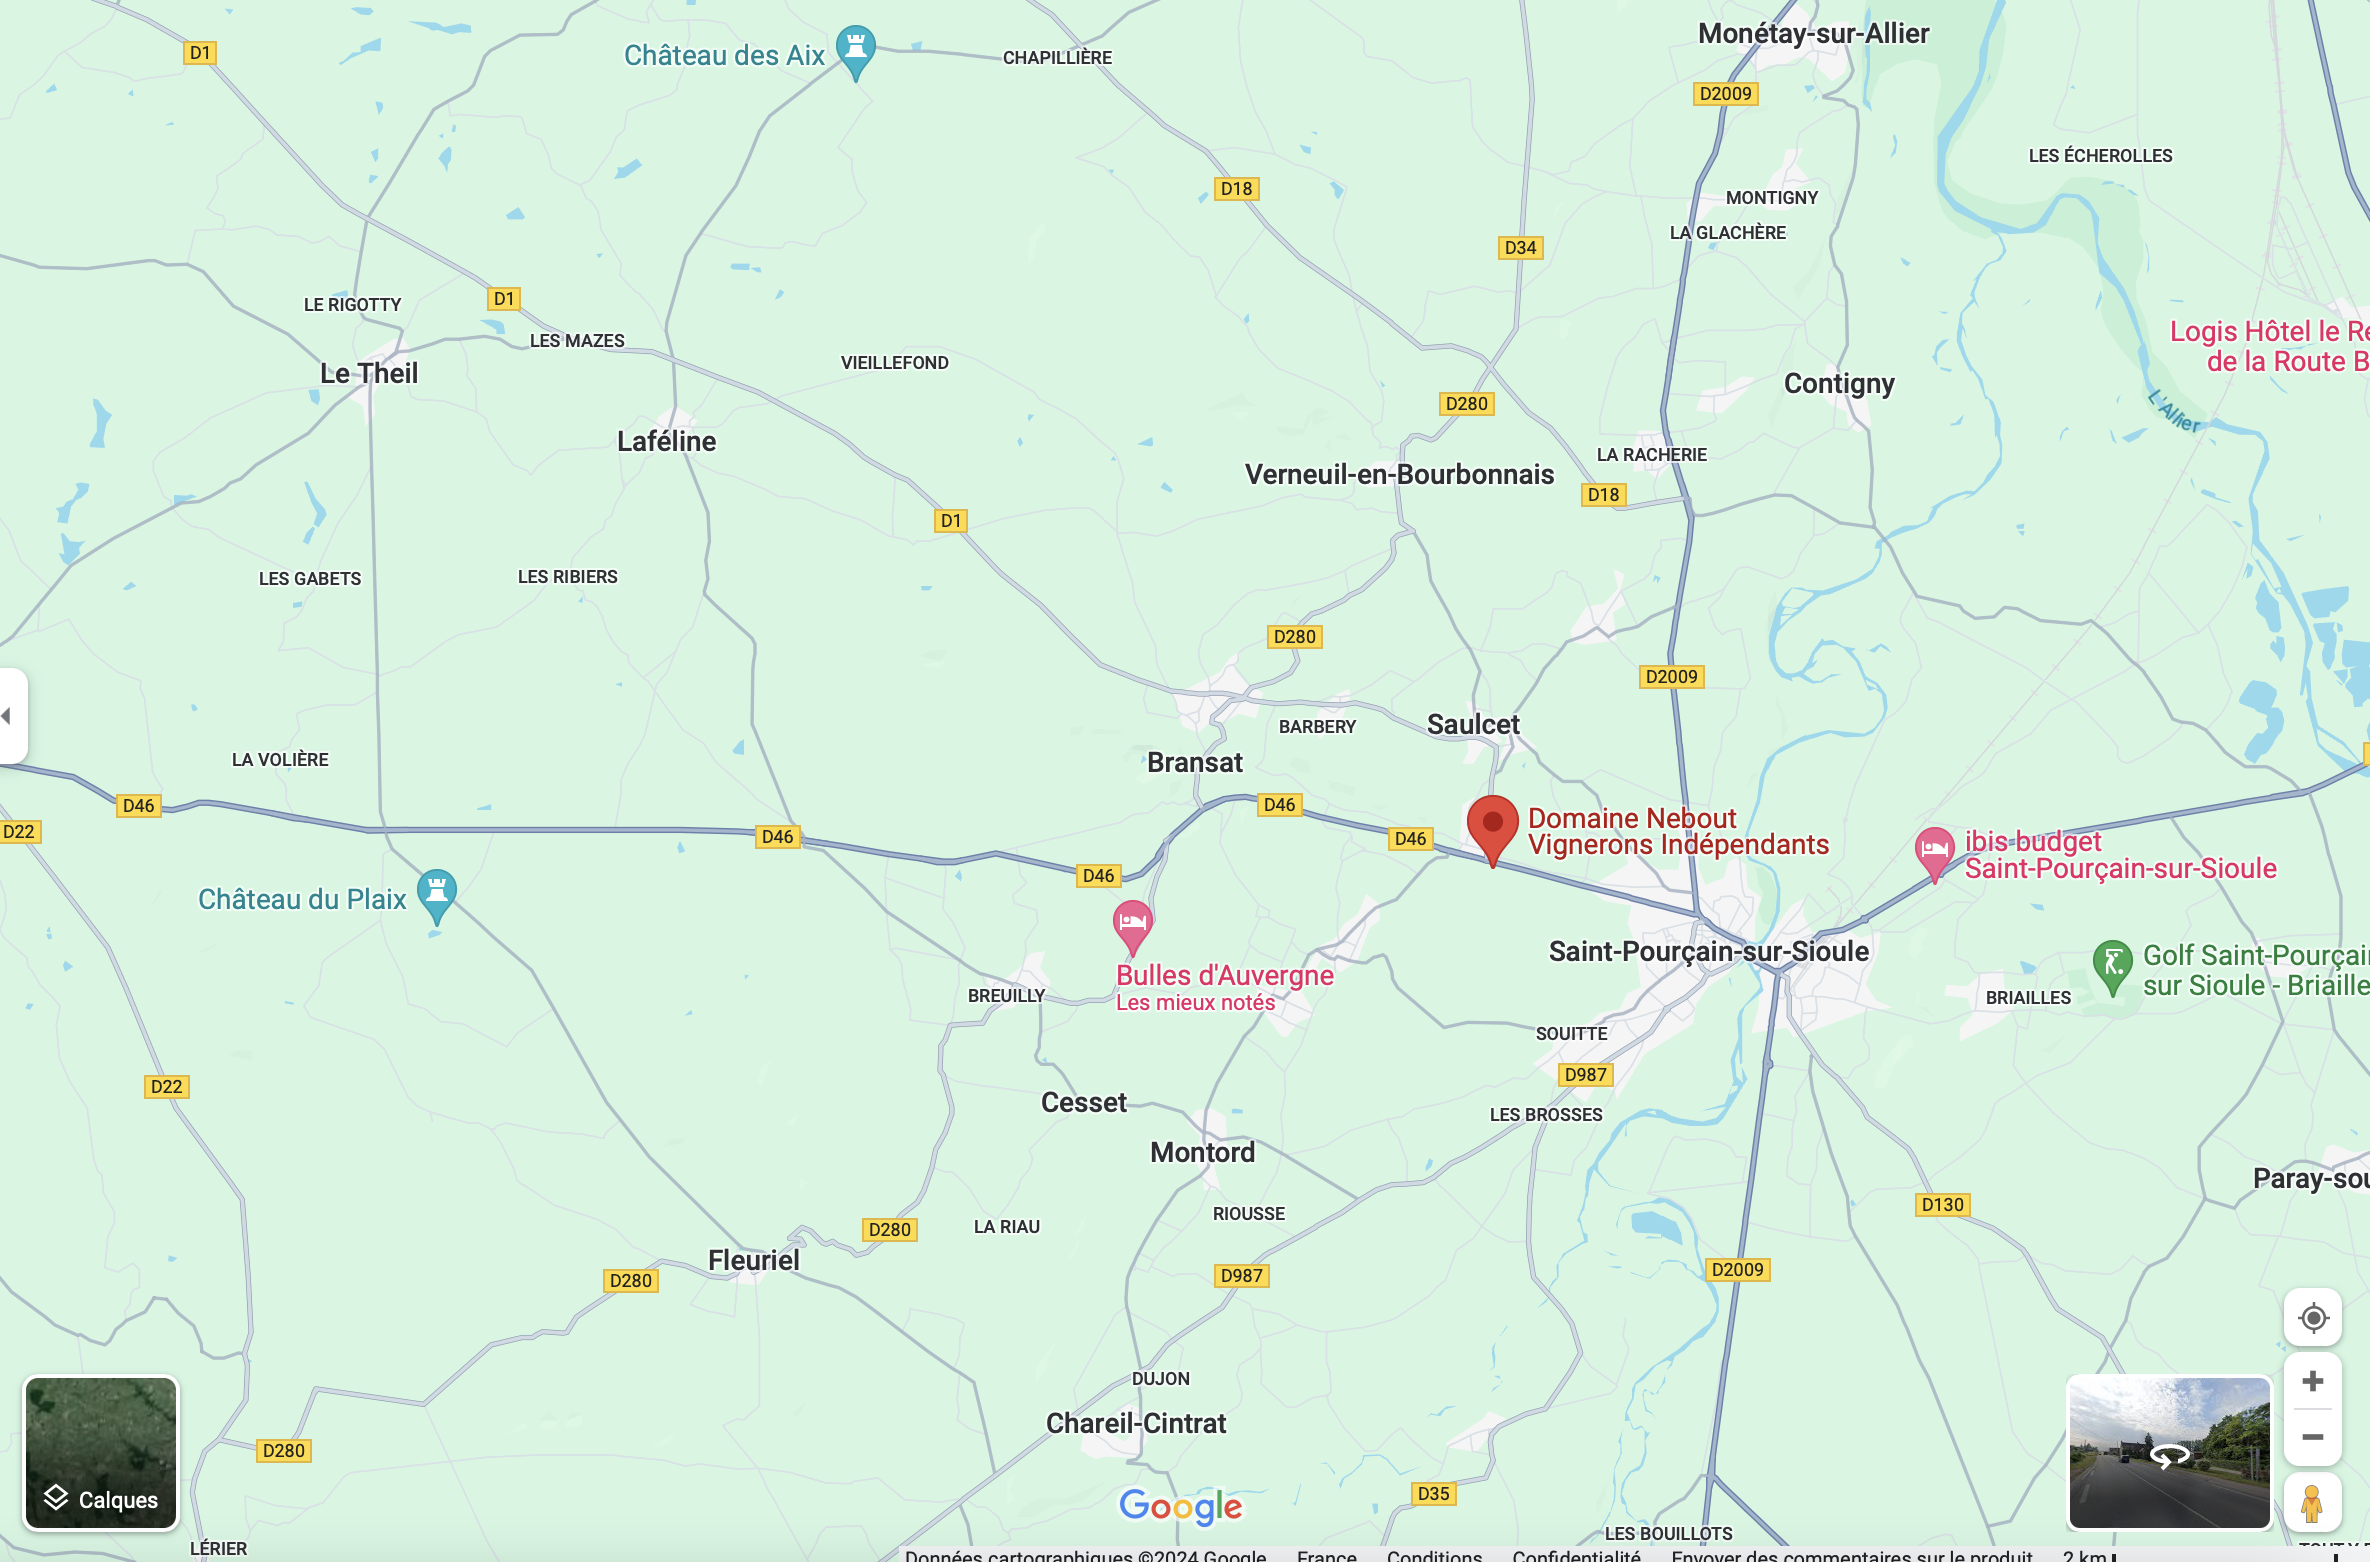 Monétay-sur-Allier
D1
Château des Aix
CHAPILLIÈRE
D2009
LES ÉCHEROLLES
D18
MONTIGNY
LA GLACHÈRE
D34
LE RIGOTTY
D1
LES MAZES
Logis Hôtel le Re
de la Route B
VIEILLEFOND
Le Theil
Contigny
D280
L'Allier
Laféline
LA RACHERIE
Verneuil-en-Bourbonnais
D18
D1
LES GABETS
LES RIBIERS
D280
D2009
BARBERY
Saulcet
LA VOLIÈRE
Bransat
D46
D46
D22
D46
D46
Domaine Nebout
Vignerons Indépendants
ibis budget
Saint-Pourçain-sur-Sioule
D46
Château du Plaix
Saint-Pourçain-sur-Sioule
Golf Saint-Pourçai
sur Sioule - Briaille
Bulles d'Auvergne
Les mieux notés
BREUILLY
BRIAILLES
SOUITTE
D987
D22
Cesset
LES BROSSES
Montord
Paray-sou
D130
RIOUSSE
LA RIAU
D280
Fleuriel
D280
D987
D2009
DUJON
Chareil-Cintrat
D280
Calques
D35
Google
LES BOUILLOTS
LÉRIER
Données cartographiques ©2024 Google France Conditions Confidentialité Envoyer des commentaires sur le produit 2 km